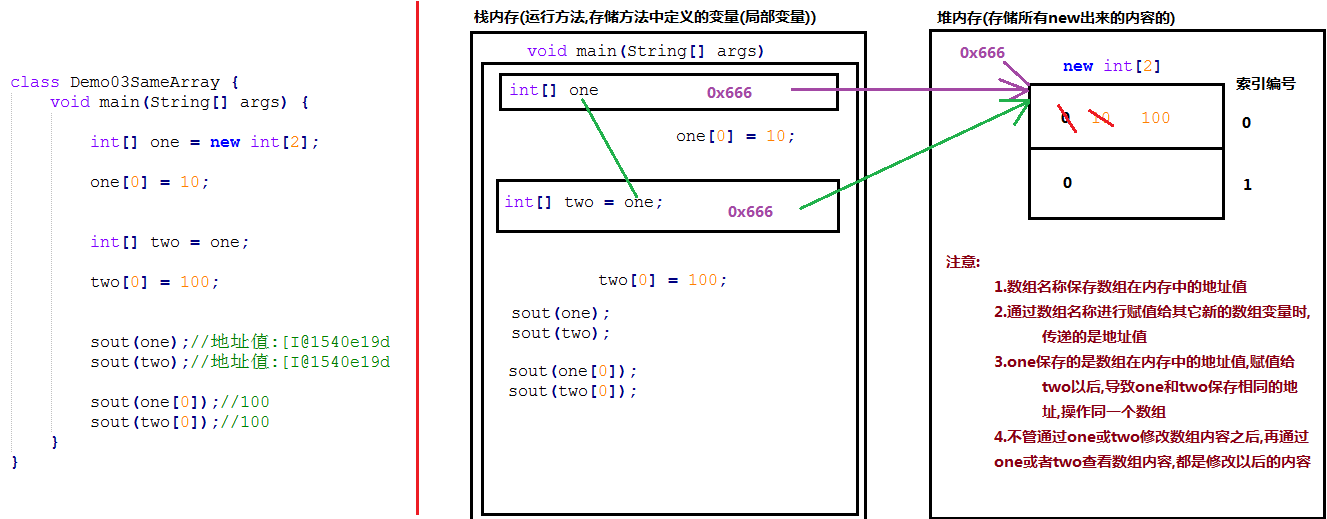 class Demo03SameArray {
void main(String[] args) {
int[] one = new int[2];
one[0] = 10;
int[] two = one;
two[0] = 100;
sout(one);//地址值:[I@1540e19d
sout(two);//地址值:[I@1540e19d
sout(one[0]);//100
sout(two[0]);//100
}
}
栈内存(运行方法,存储方法中定义的变量(局部变量))
void main(String[] args)
int[] one
0x666
one[0] = 10;
int[] two = one;
0x666
two[0] = 100;
sout(one);
sout(two);
sout(one[0]);
sout(two[0]);
堆内存(存储所有new出来的内容的)
0x666
new int[2]
索引编号
0 10 100
0
0
1
注意:
1.数组名称保存数组在内存中的地址值
2.通过数组名称进行赋值给其它新的数组变量时,
传递的是地址值
3.one保存的是数组在内存中的地址值,赋值给
two以后,导致one和two保存相同的地
址,操作同一个数组
4.不管通过one或two修改数组内容之后,再通过
one或者two查看数组内容,都是修改以后的内容